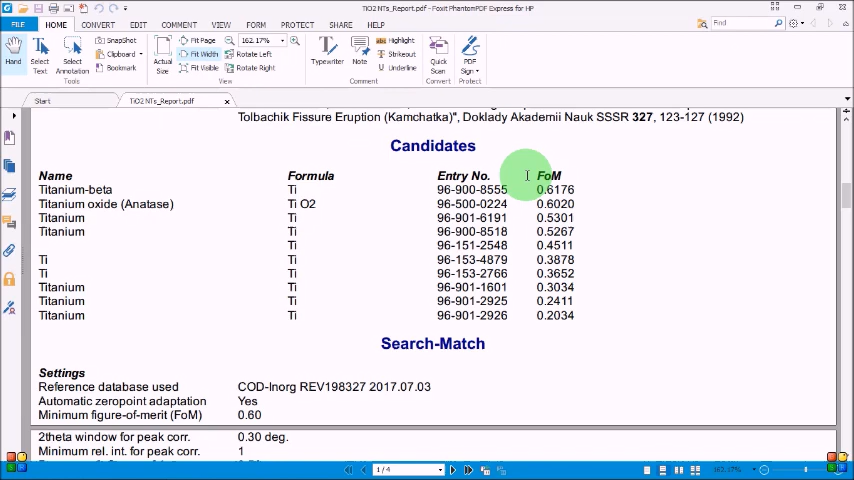 TiO2 NTs_Report.pdf - Foxit PhantomPDF Express for HP
FILE HOME CONVERT EDIT COMMENT VIEW FORM PROTECT SHARE HELP
Find
Hand
Select Text
Select Annotation
SnapShot
Clipboard
Bookmark
Tools
Actual Size
Fit Page
Fit Width
Fit Visible
162.17%
Rotate Left
Rotate Right
View
Typewriter
Note
Highlight
Strikeout
Underline
Comment
Quick Scan
Convert
PDF Sign
Protect
Start TiO2 NTs_Report.pdf
Tolbachik Fissure Eruption (Kamchatka)", Doklady Akademii Nauk SSSR 327, 123-127 (1992)
Candidates
Name Formula Entry No. FoM
Titanium-beta Ti 96-900-8555 0.6176
Titanium oxide (Anatase) Ti O2 96-500-0224 0.6020
Titanium Ti 96-901-6191 0.5301
Titanium Ti 96-900-8518 0.5267
Ti 96-151-2548 0.4511
Ti Ti 96-153-4879 0.3878
Ti Ti 96-153-2766 0.3652
Titanium Ti 96-901-1601 0.3034
Titanium Ti 96-901-2925 0.2411
Titanium Ti 96-901-2926 0.2034
Search-Match
Settings
Reference database used COD-Inorg REV198327 2017.07.03
Automatic zeropoint adaptation Yes
Minimum figure-of-merit (FoM) 0.60
2theta window for peak corr. 0.30 deg.
Minimum rel. int. for peak corr. 1
1 / 4
162.17%